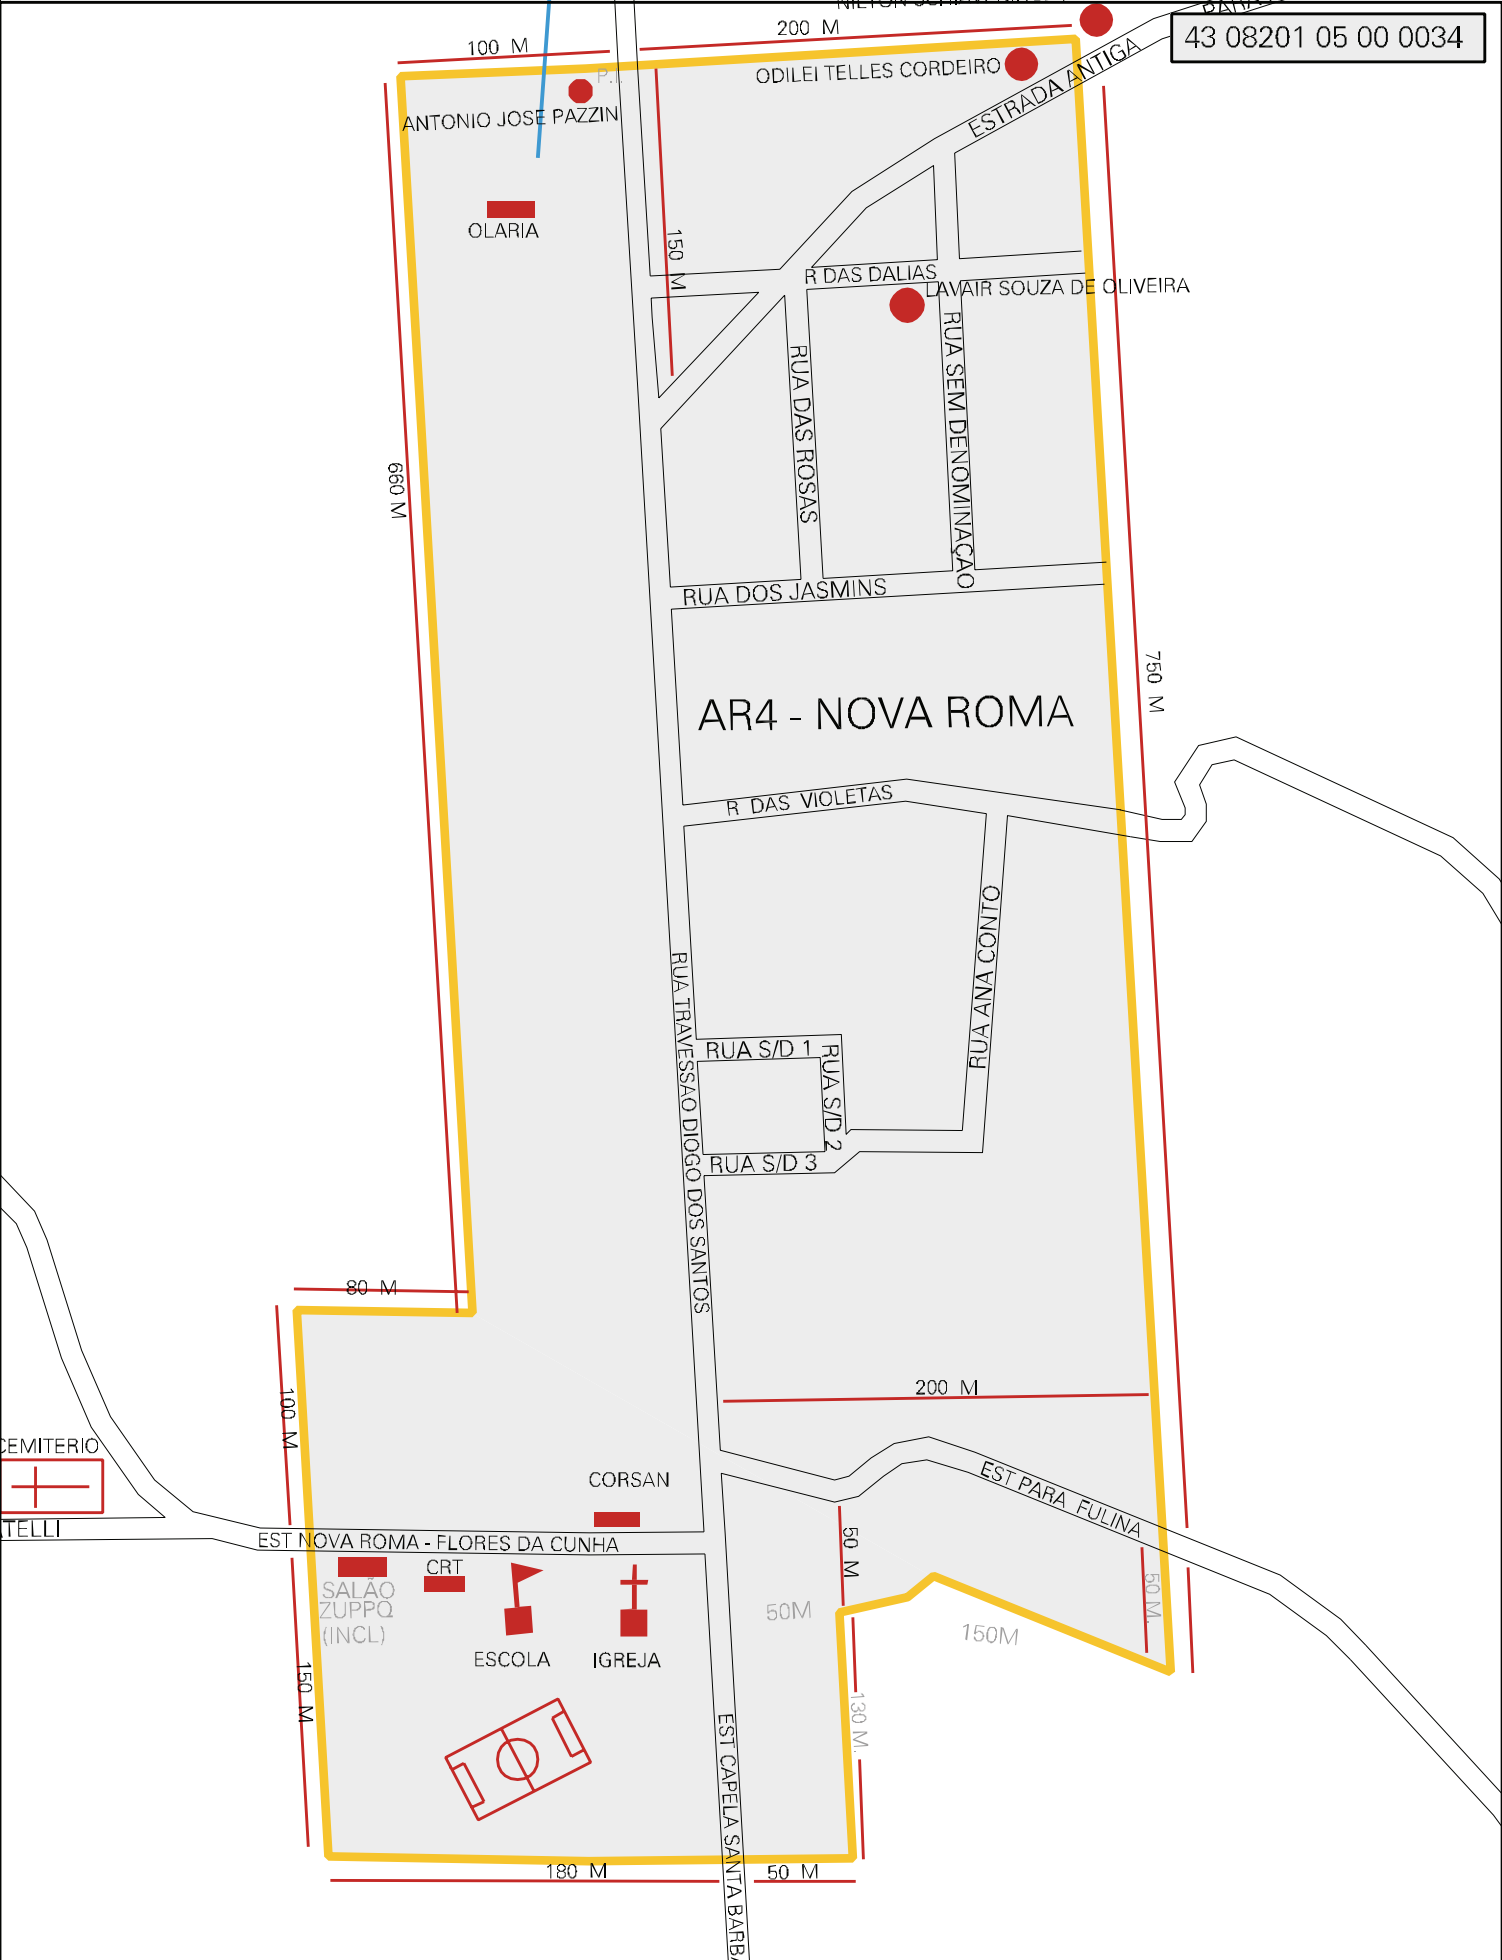 43 08201 05 00 0034
200 M
100 M
P.I.
ODILEI TELLES CORDEIRO
ESTRADA ANTIGA
ANTONIO JOSE PAZZIN
OLARIA
150 M
R DAS DALIAS
LAVAIR SOUZA DE OLIVEIRA
RUA DAS ROSAS
RUA SEM DENOMINAÇAO
660 M
RUA DOS JASMINS
750 M
AR4 - NOVA ROMA
R DAS VIOLETAS
RUA ANA CONTO
RUA TRAVESSAO DIOGO DOS SANTOS
RUA S/D 1
RUA S/D 2
RUA S/D 3
80 M
200 M
100 M
CEMITERIO
CORSAN
EST PARA FULINA
TELLI
EST NOVA ROMA - FLORES DA CUNHA
50 M
CRT
SALÃO
ZUPPO
(INCL)
50M
50 M.
150M
ESCOLA
IGREJA
150 M
130 M.
EST CAPELA SANTA BARBA
180 M
50 M